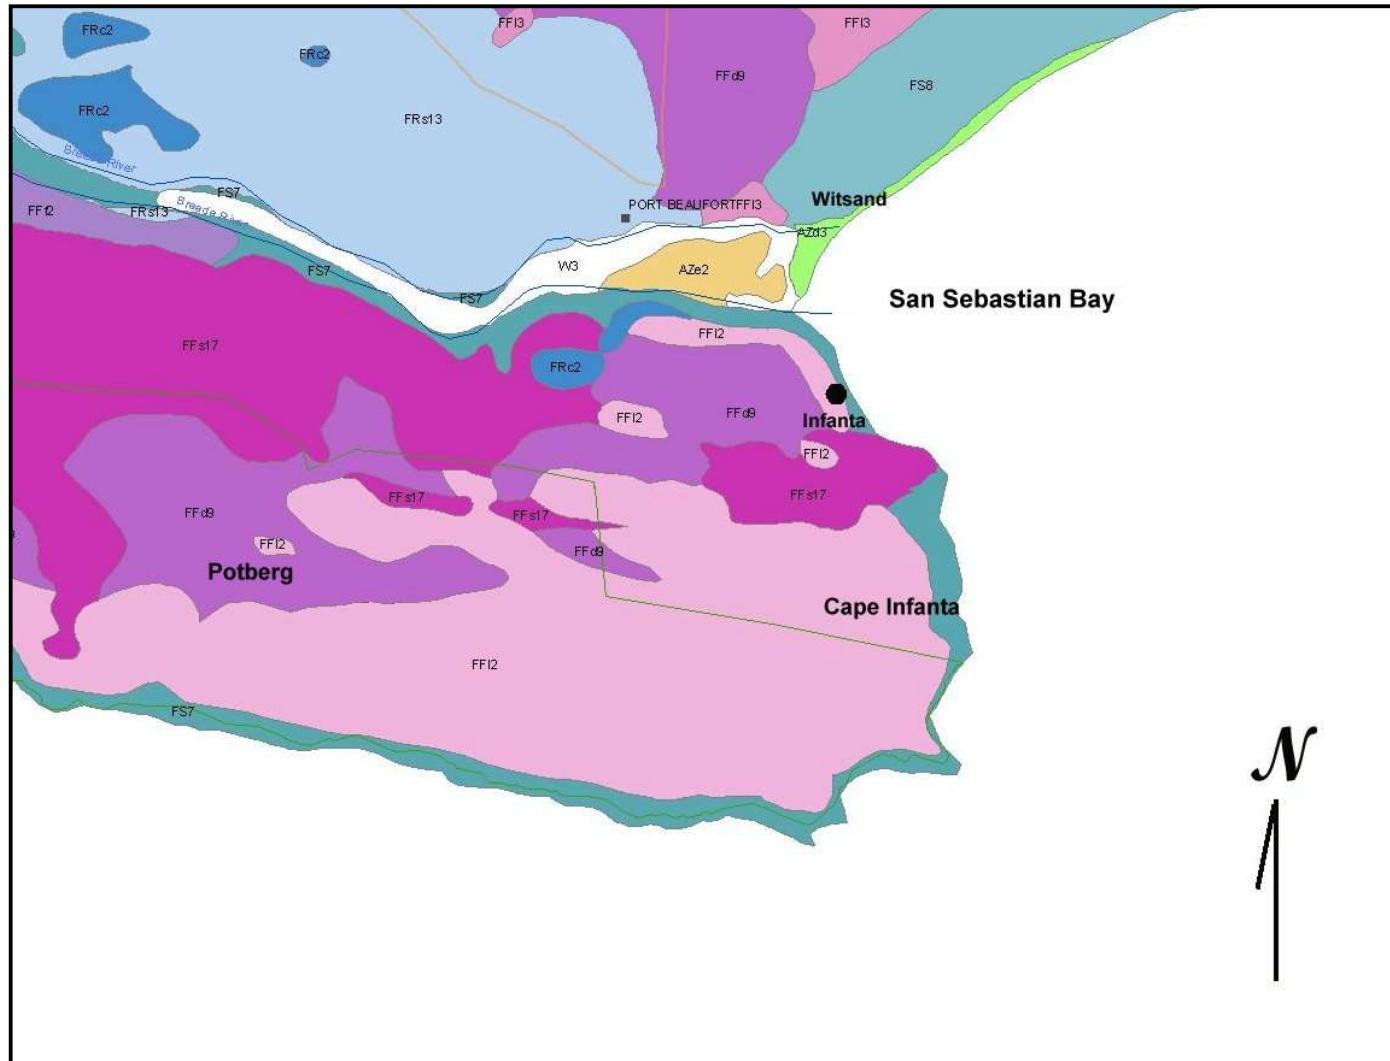 FFl3
FFl3
FRc2
FRc2
FFd9
FS8
FRc2
FRs13
Breede River
FS7
Witsand
PORT BEAUFORT FFl3
FFf2
FRs13
Breede River
AZd3
FS7
W3
AZe2
FS7
San Sebastian Bay
FFl2
FFs17
FRc2
FFl2
FFd9
Infanta
FFl2
FFs17
FFs17
FFd9
FFs17
FFl2
FFd9
Potberg
Cape Infanta
FFl2
FS7
N